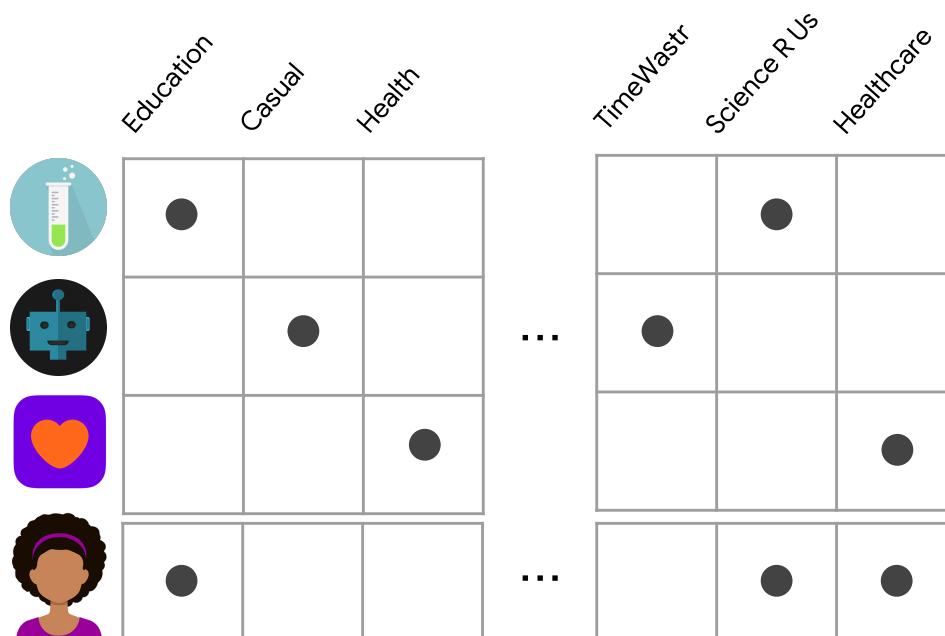 Education
Casual
Health
TimeWastr
Science R Us
Healthcare
...
...